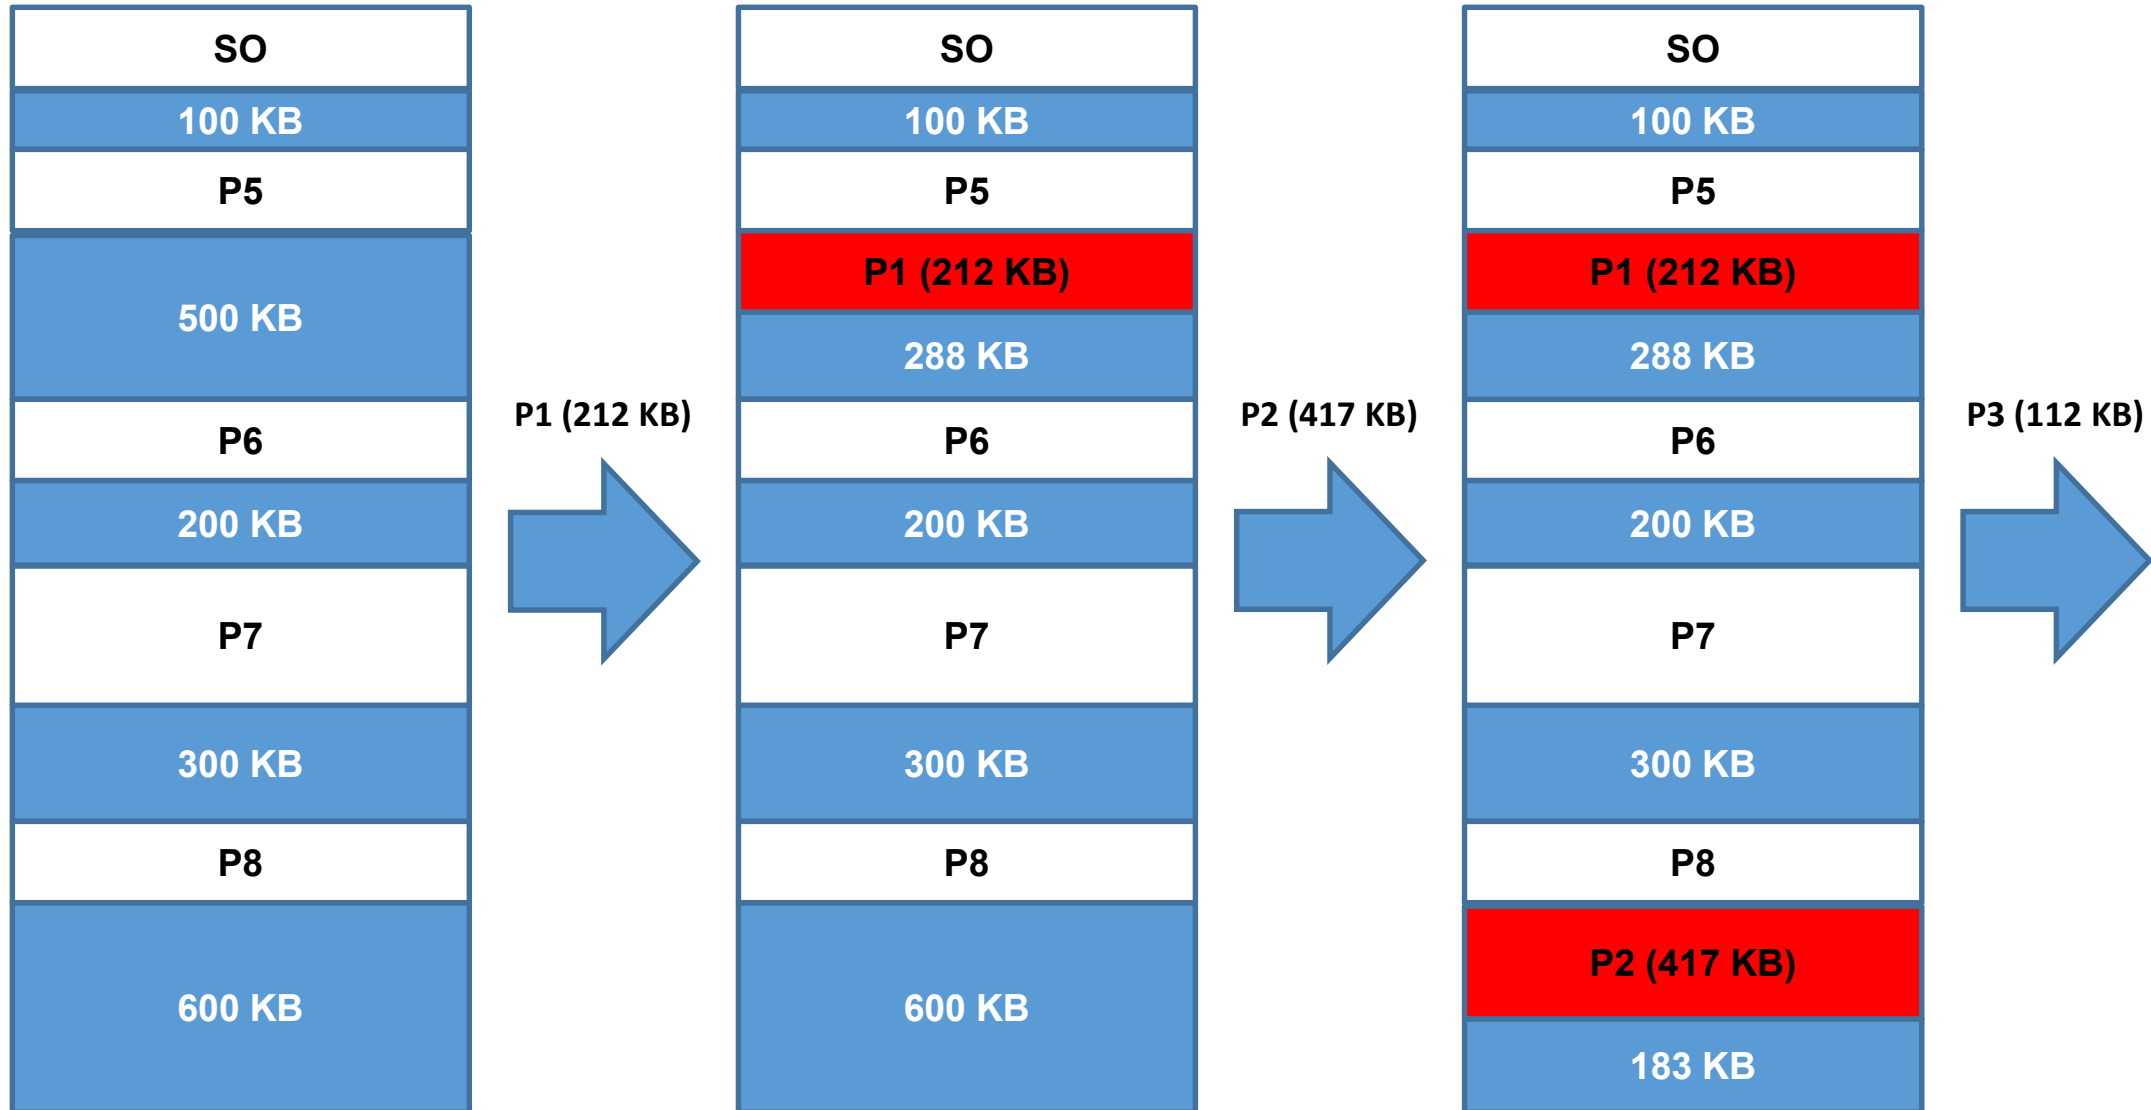 SO
100 KB
P5
500 KB
P6
200 KB
P7
300 KB
P8
600 KB
P1 (212 KB)
SO
100 KB
P5
P1 (212 KB)
288 KB
P6
200 KB
P7
300 KB
P8
600 KB
P2 (417 KB)
SO
100 KB
P5
P1 (212 KB)
288 KB
P6
200 KB
P7
300 KB
P8
P2 (417 KB)
183 KB
P3 (112 KB)